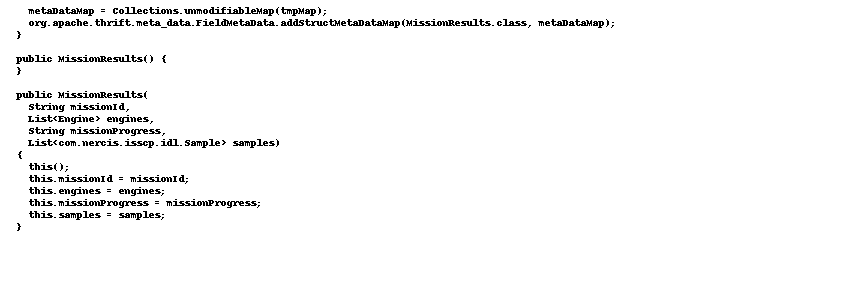 metaDataMap = Collections.unmodifiableMap(tmpMap);
org.apache.thrift.meta_data.FieldMetaData.addStructMetaDataMap(MissionResults.class, metaDataMap);
}
public MissionResults() {
}
public MissionResults(
String missionId,
List<Engine> engines,
String missionProgress,
List<com.nercis.isscp.idl.Sample> samples)
{
this();
this.missionId = missionId;
this.engines = engines;
this.missionProgress = missionProgress;
this.samples = samples;
}